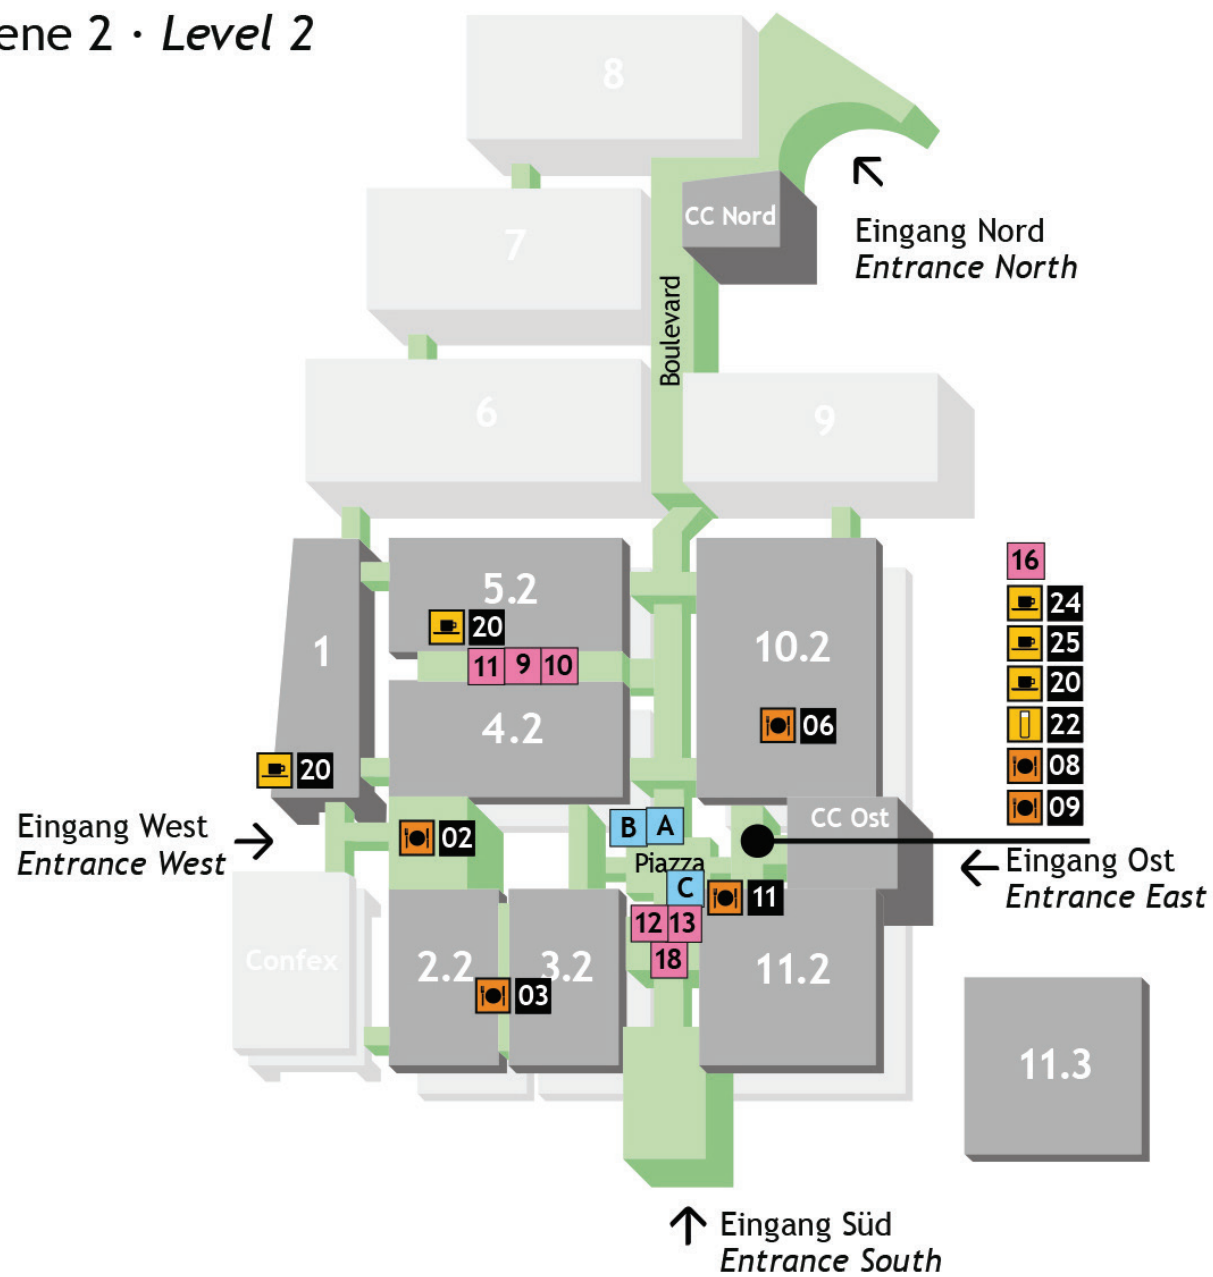 ene 2 · Level 2
8
CC Nord
Eingang Nord
Entrance North
7
Boulevard
6
9
16
24
25
20
22
08
09
5.2
20
11 9 10
1
10.2
4.2
06
20
Eingang West
Entrance West
02
B A
CC Ost
Piazza
Eingang Ost
Entrance East
C
11
12 13
18
Confex
2.2
3.2
11.2
03
11.3
Eingang Süd
Entrance South